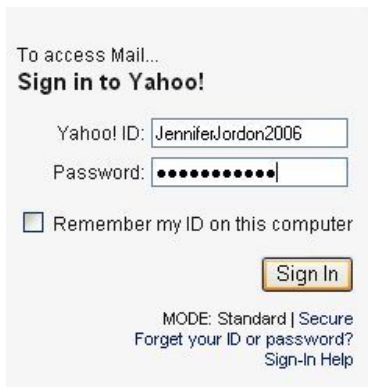 To access Mail...
Sign in to Yahoo!
Yahoo! ID: JenniferJordon2006
Password: ●●●●●●●●●●●
Remember my ID on this computer
Sign In
MODE: Standard | Secure
Forget your ID or password?
Sign-In Help